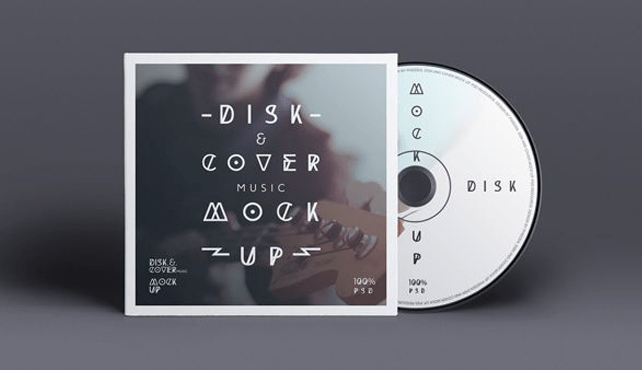 -DISK-
&
COVER
MUSIC
MOCK
UP
DISK &
COVER MUSIC
MOCK
UP
100%
PSD
MOCK
UP
DISK
100%
PSD